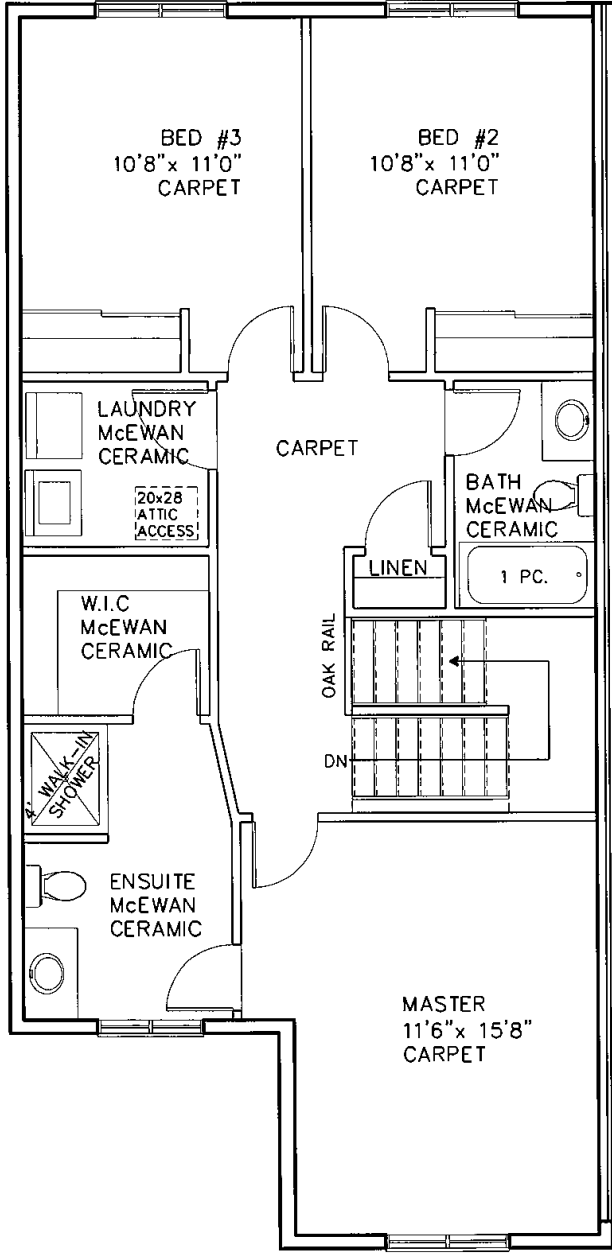 BED #3
10'8"x 11'0"
CARPET
BED #2
10'8"x 11'0"
CARPET
LAUNDRY
McEWAN
CERAMIC
20x28
ATTIC
ACCESS
CARPET
BATH
McEWAN
CERAMIC
LINEN
1 PC.
W.I.C
McEWAN
CERAMIC
OAK RAIL
DN
4' WALK-IN
SHOWER
ENSUITE
McEWAN
CERAMIC
MASTER
11'6"x 15'8"
CARPET